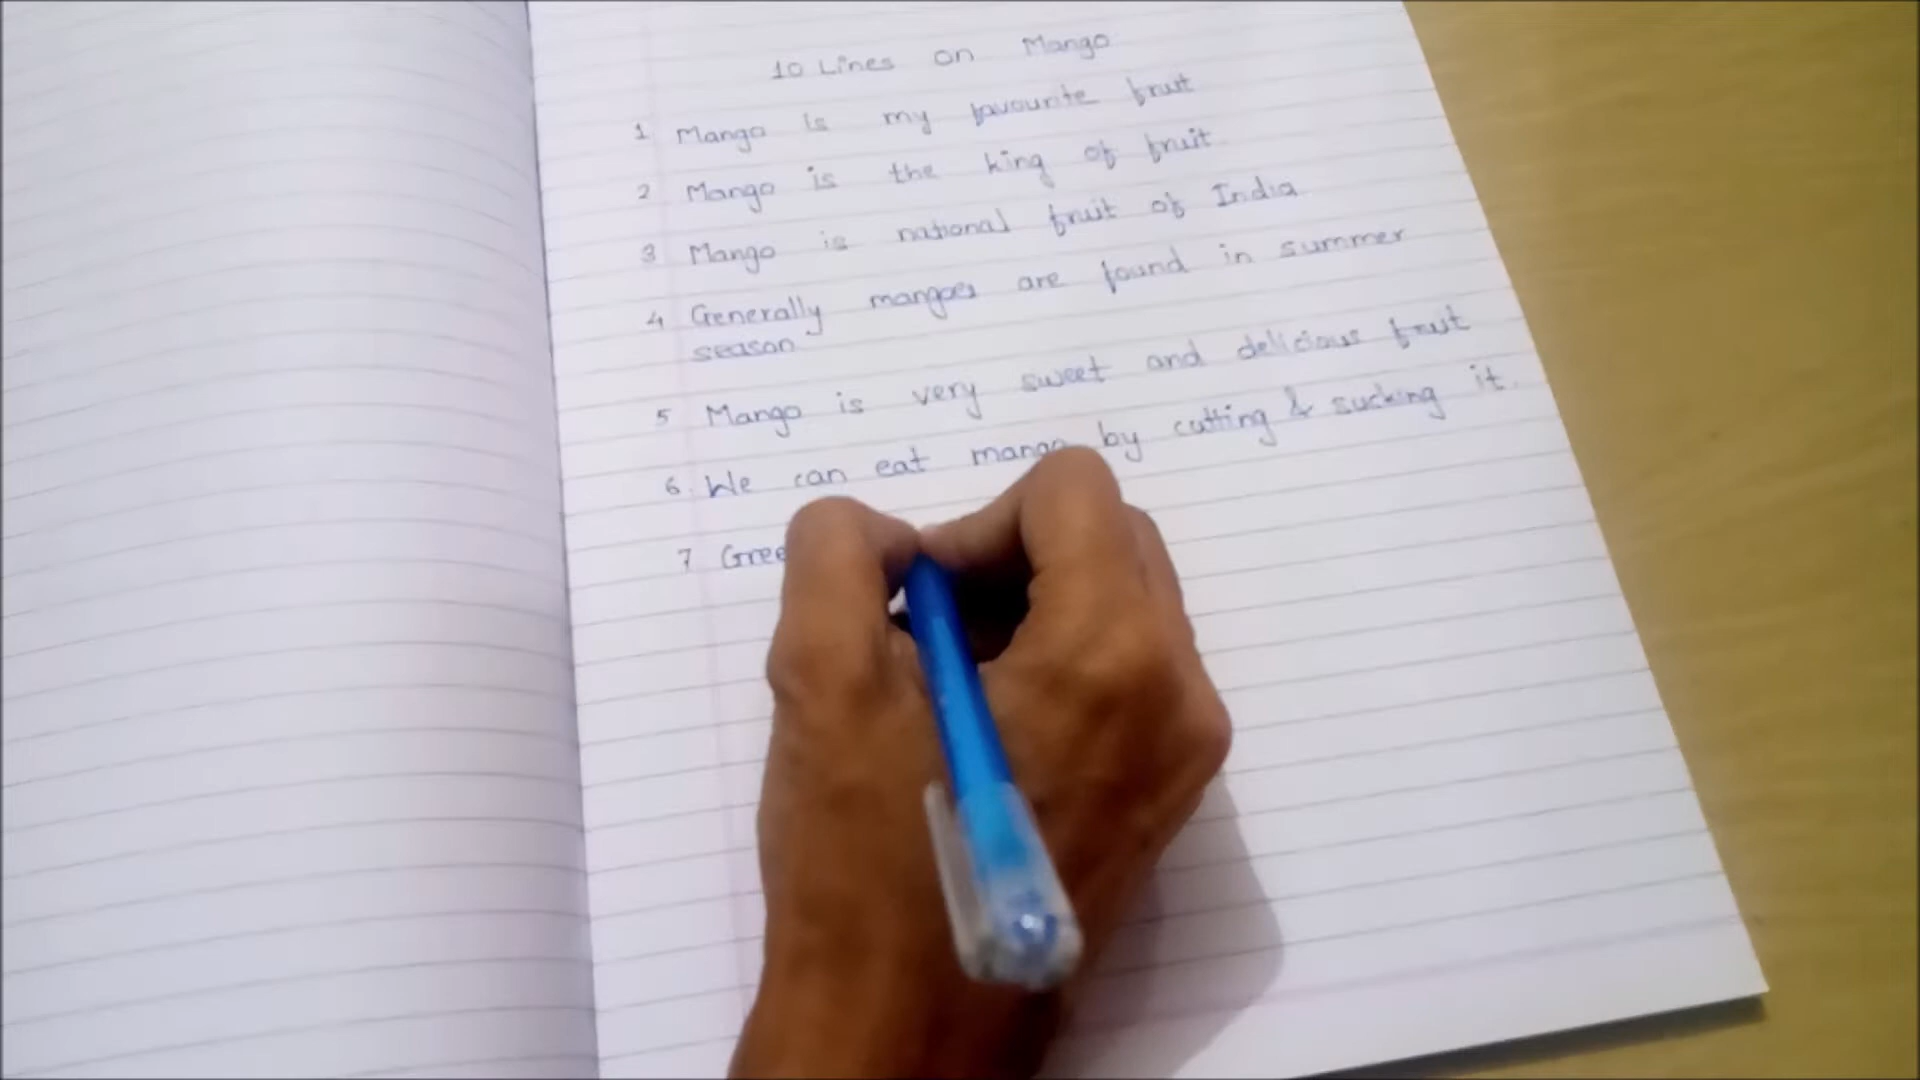 10 Lines on Mango
1 Mango is my favourite fruit
2 Mango is the king of fruit
3 Mango is national fruit of India
4 Generally mangoes are found in summer
season
5 Mango is very sweet and delicious fruit
6. We can eat mango by cutting & sucking it.
7